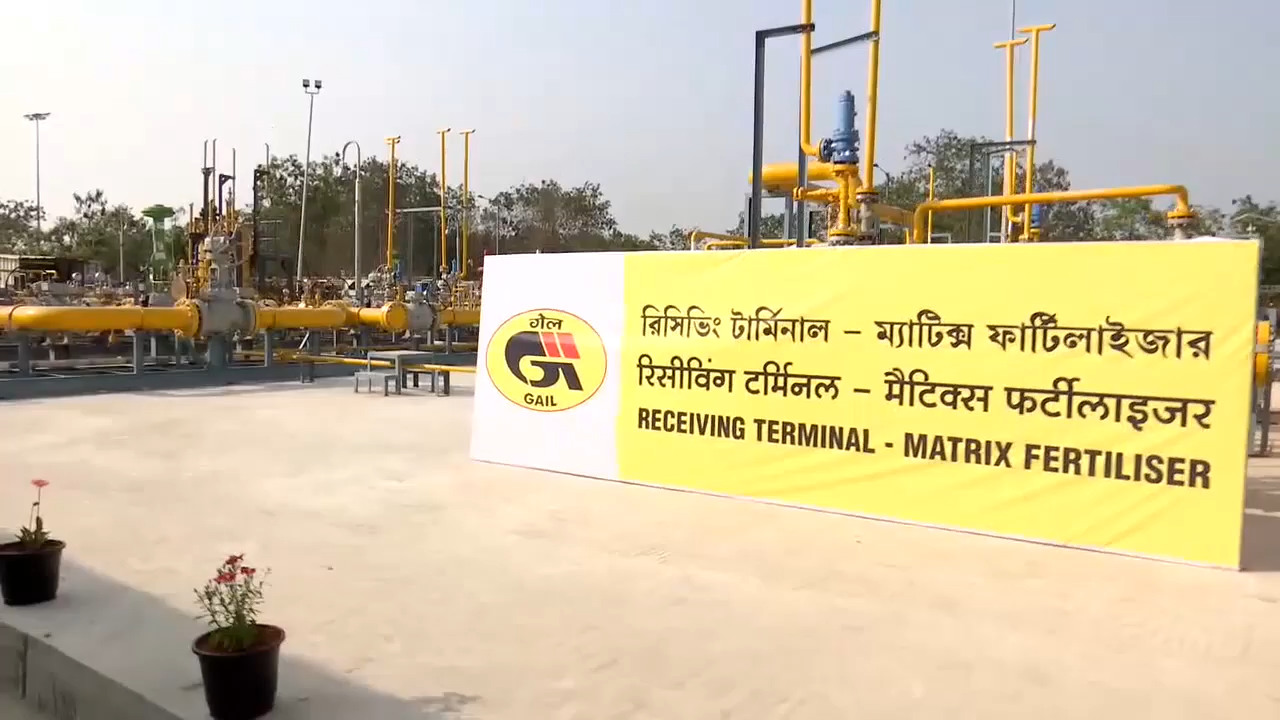 गेल
GAIL
রিসিভিং টার্মিনাল – ম্যাটিক্স ফার্টিলাইজার
रिसीविंग टर्मिनल – मैटिक्स फर्टीलाइजर
RECEIVING TERMINAL - MATRIX FERTILISER